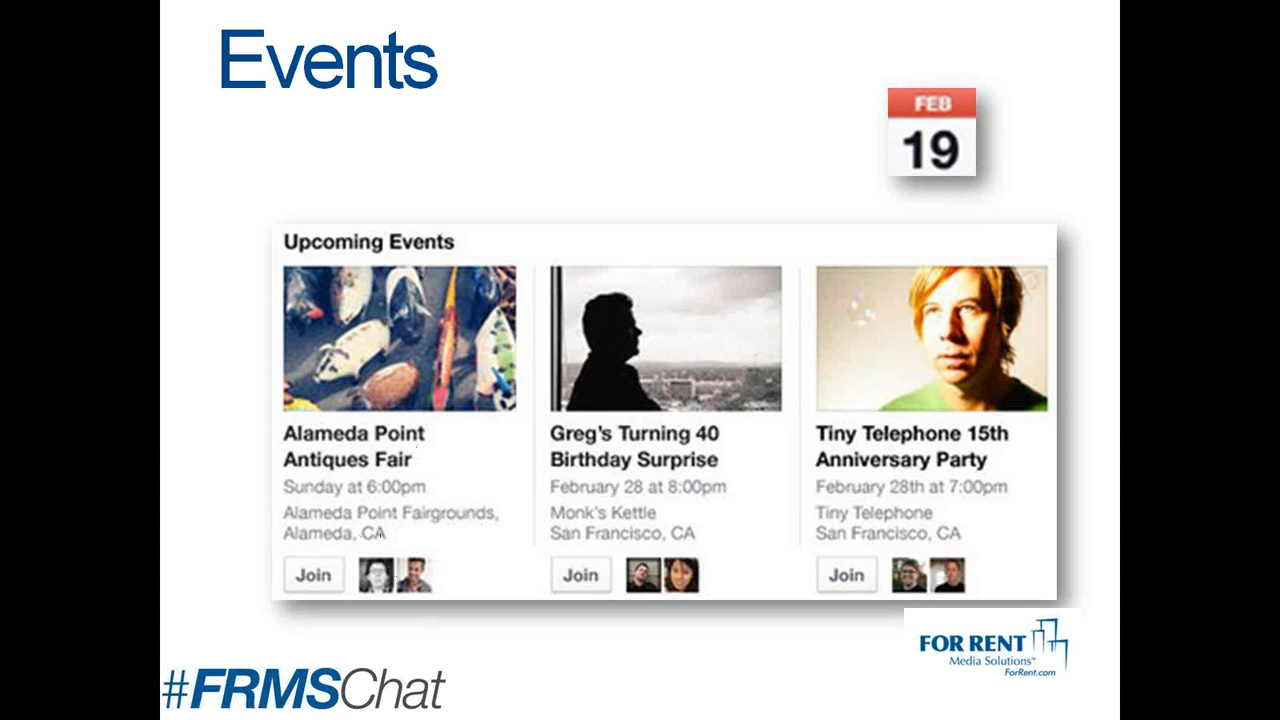 Events
FEB
19
Upcoming Events
Alameda Point
Antiques Fair
Sunday at 6:00pm
Alameda Point Fairgrounds,
Alameda, CA
Join
Greg's Turning 40
Birthday Surprise
February 28 at 8:00pm
Monk's Kettle
San Francisco, CA
Join
Tiny Telephone 15th
Anniversary Party
February 28th at 7:00pm
Tiny Telephone
San Francisco, CA
Join
FOR RENT
Media Solutions™
ForRent.com
#FRMSChat